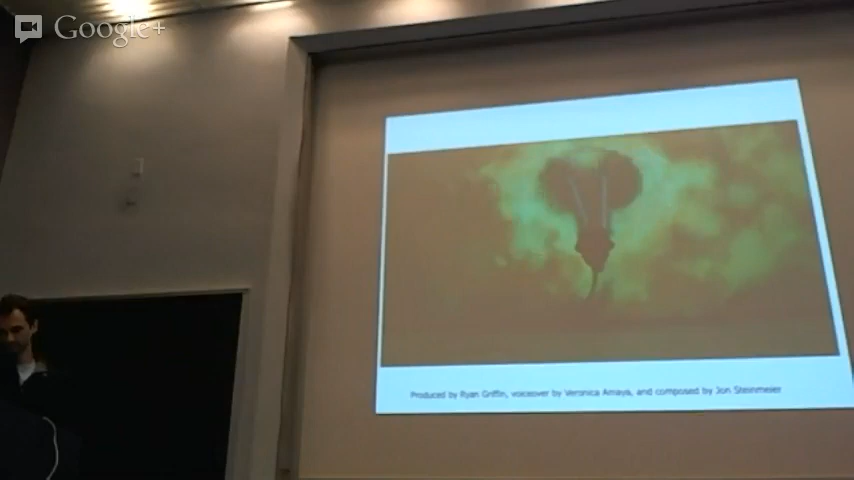 Google+
Produced by Ryan Griffin, voiceover by Veronica Amaya, and composed by Jon Steinmeier